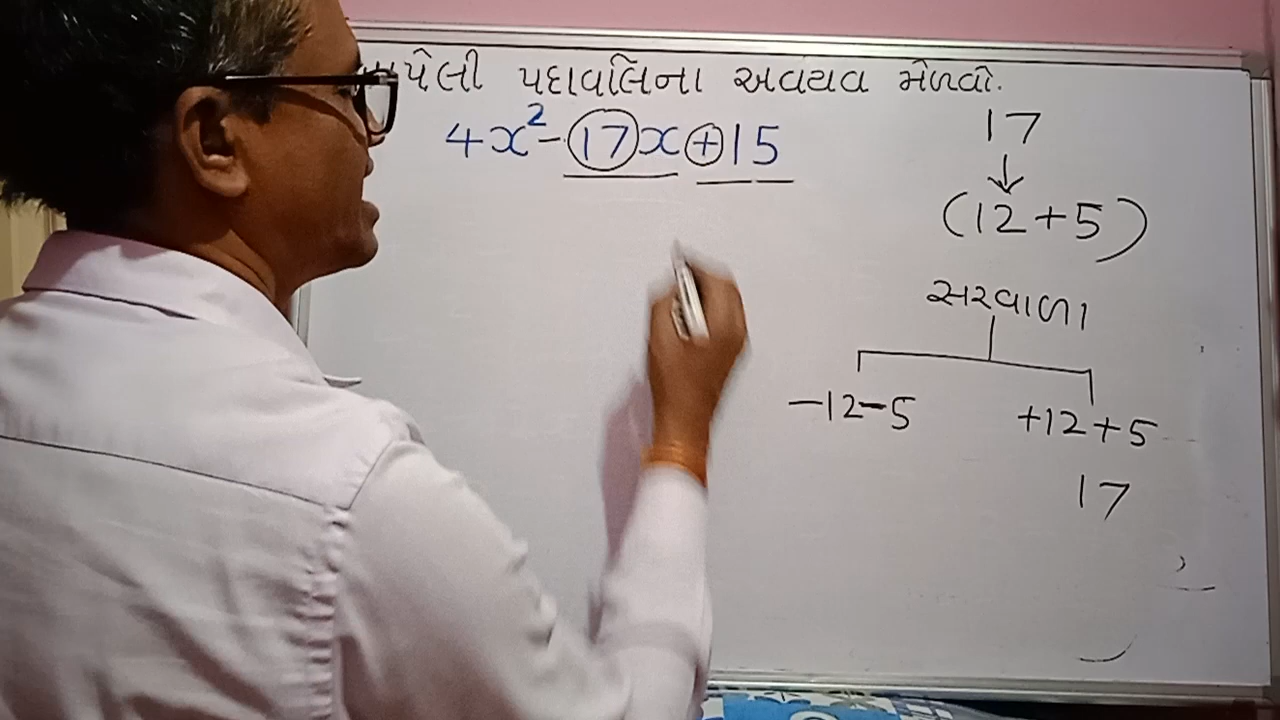 પદાવલિના અવયવ મેળવો.
4x² - 17x + 15
17
↓
(12+5)
સરવાળા
-12-5 +12+5
17